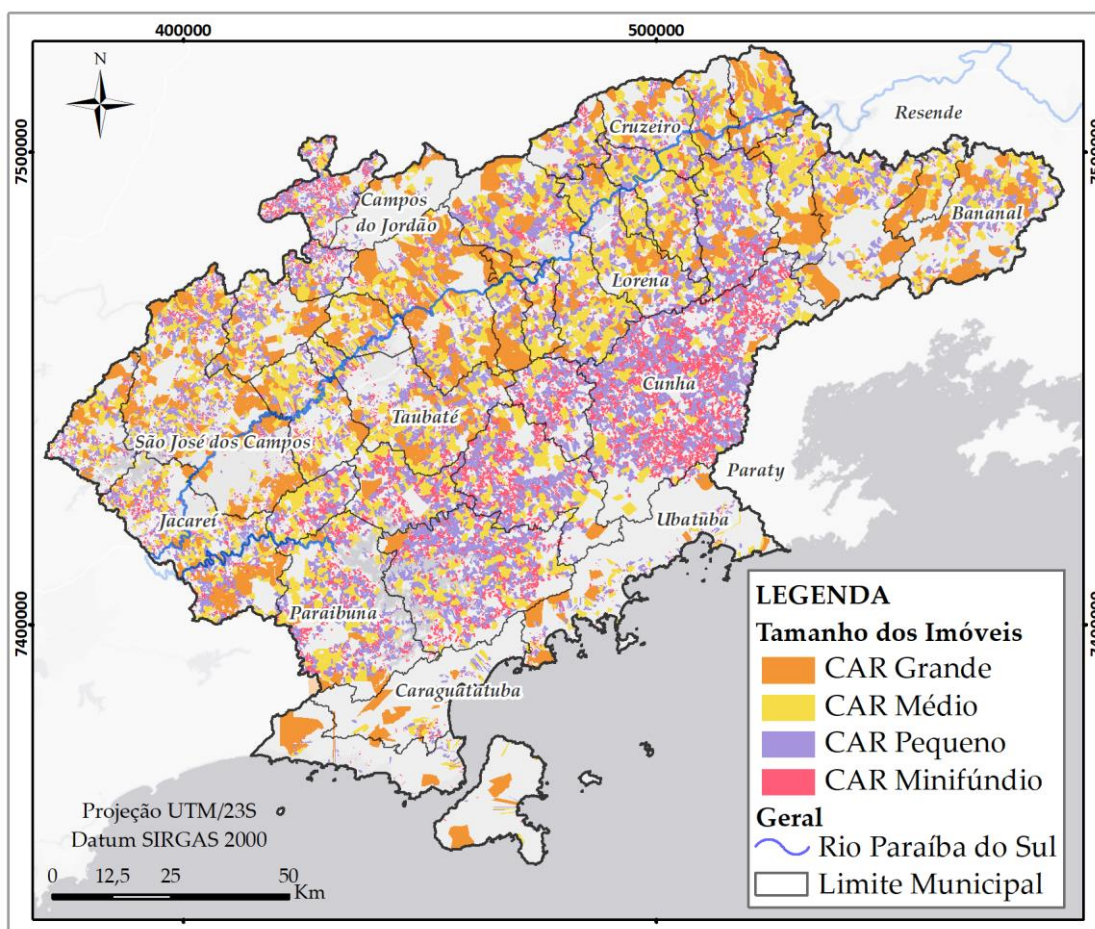 400000
500000
N
Resende
Cruzeiro
7500000
7500000
Campos
do Jordão
Bananal
Lorena
Cunha
Taubaté
São José dos Campos
Paraty
Jacareí
Ubatuba
Paraibuna
7400000
7400000
Caraguatatuba
LEGENDA
Tamanho dos Imóveis
CAR Grande
CAR Médio
CAR Pequeno
CAR Minifúndio
Geral
Rio Paraíba do Sul
Limite Municipal
Projeção UTM/23S
Datum SIRGAS 2000
0 12,5 25 50
Km